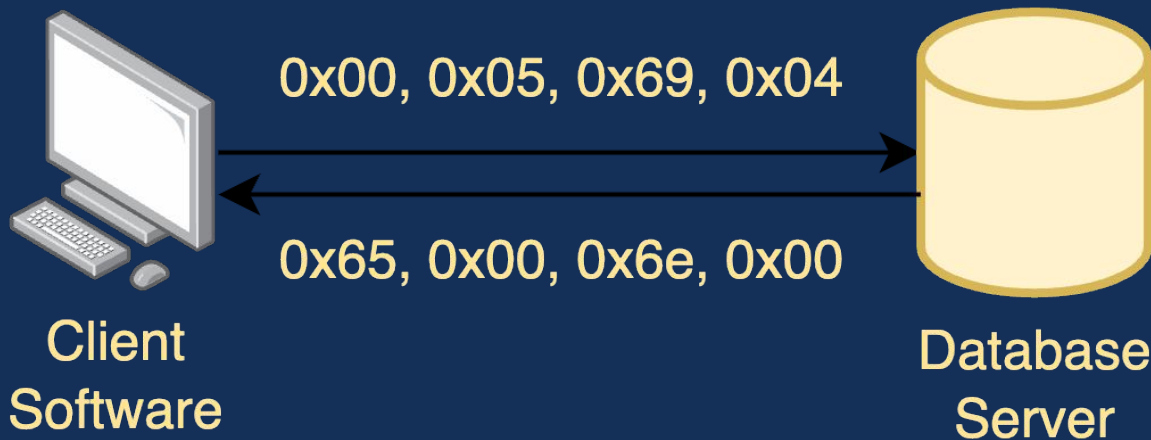 0x00, 0x05, 0x69, 0x04
0x65, 0x00, 0x6e, 0x00
Client
Software
Database
Server